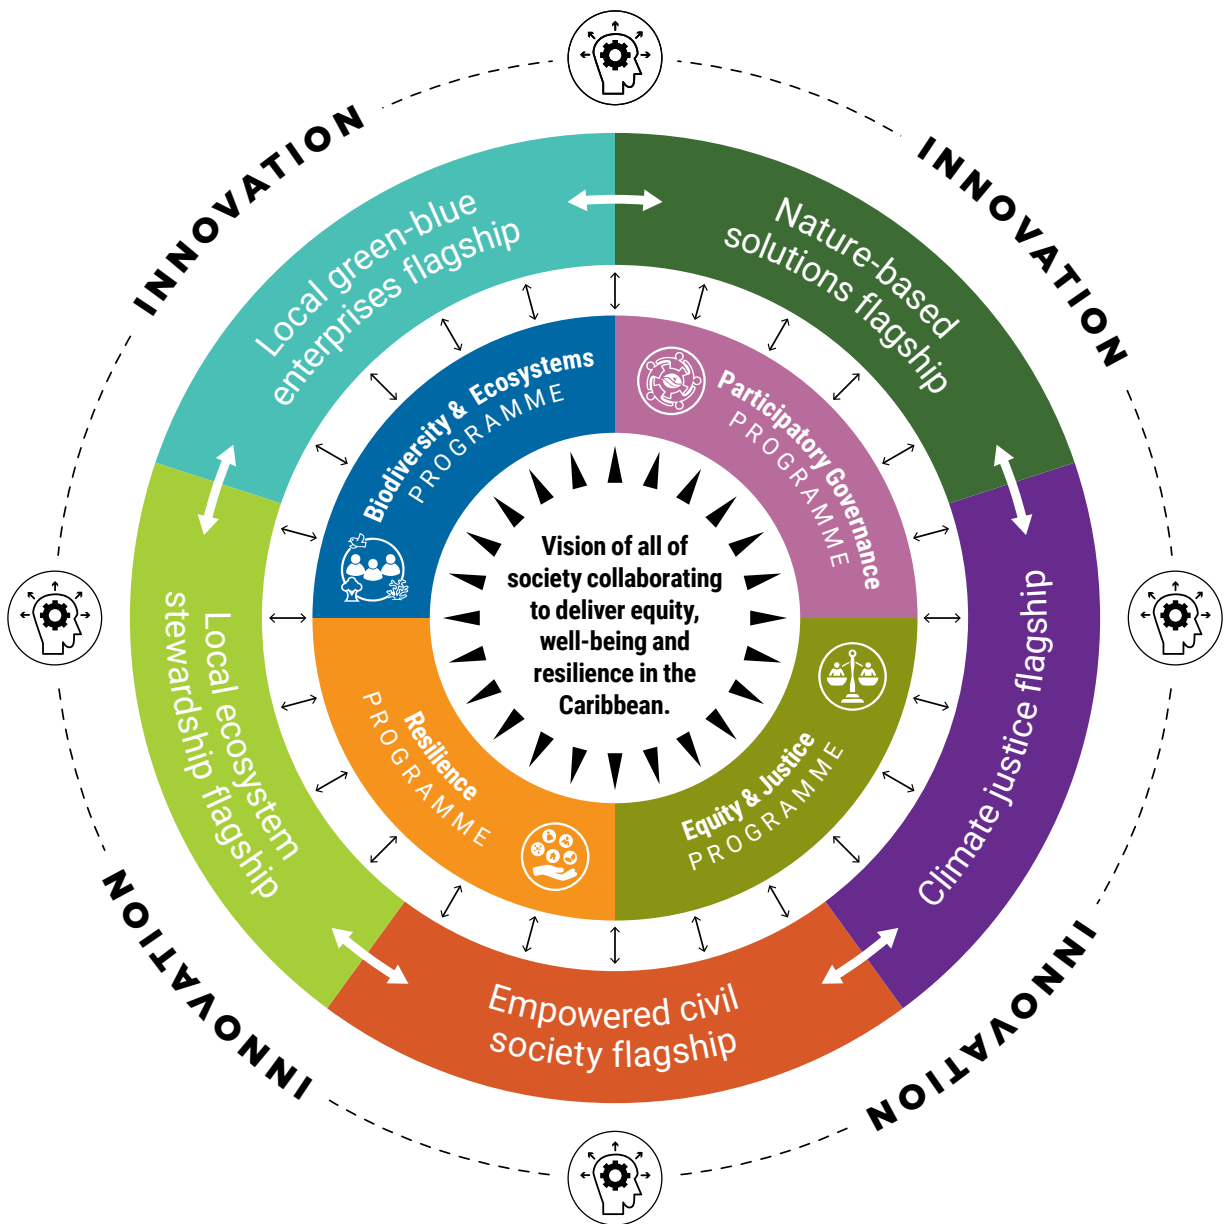 INNOVATION
INNOVATION
Local green-blue
enterprises flagship
Nature-based
solutions flagship
Biodiversity & Ecosystems
PROGRAMME
Participatory Governance
PROGRAMME
Vision of all of
society collaborating
to deliver equity,
well-being and
resilience in the
Caribbean.
Local ecosystem
stewardship flagship
Climate justice flagship
Resilience
PROGRAMME
Equity & Justice
PROGRAMME
Empowered civil
society flagship
INNOVATION
INNOVATION